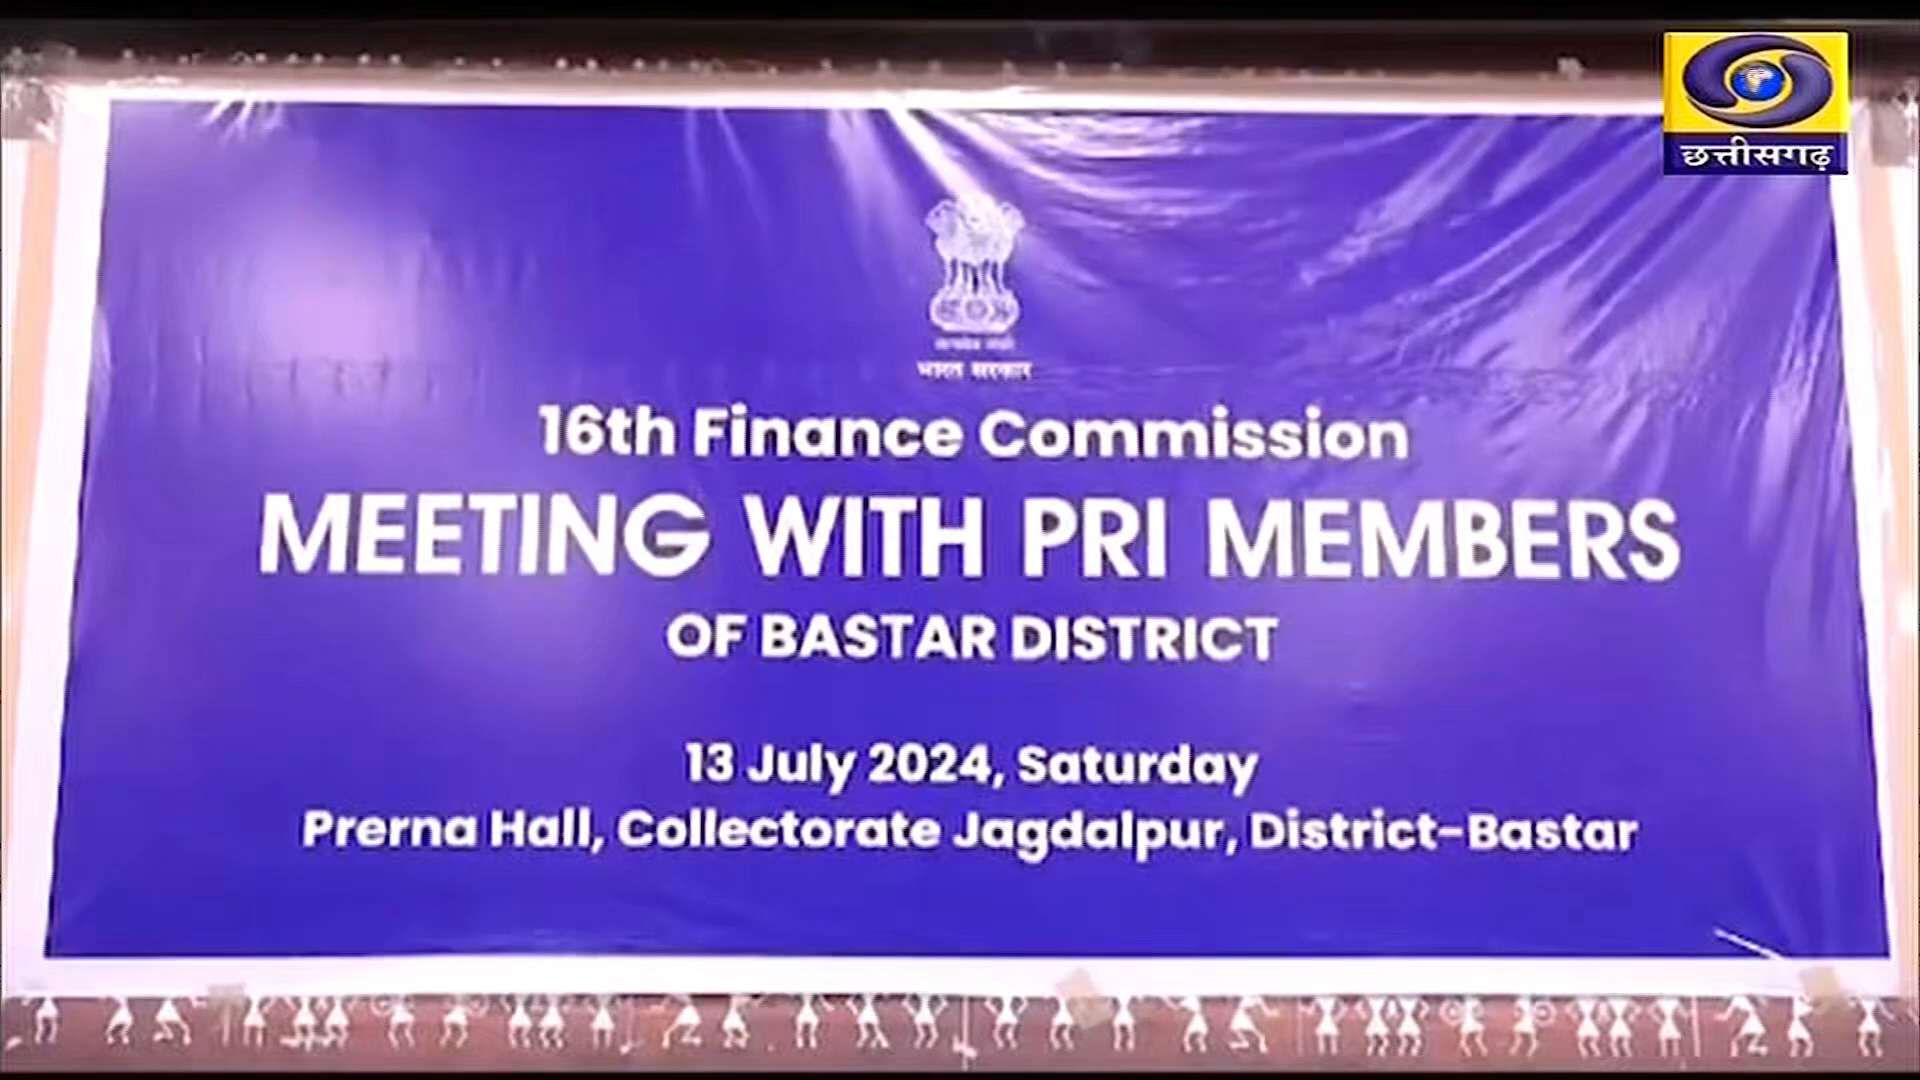 छत्तीसगढ़
भारत सरकार
16th Finance Commission
MEETING WITH PRI MEMBERS
OF BASTAR DISTRICT
13 July 2024, Saturday
Prerna Hall, Collectorate Jagdalpur, District-Bastar